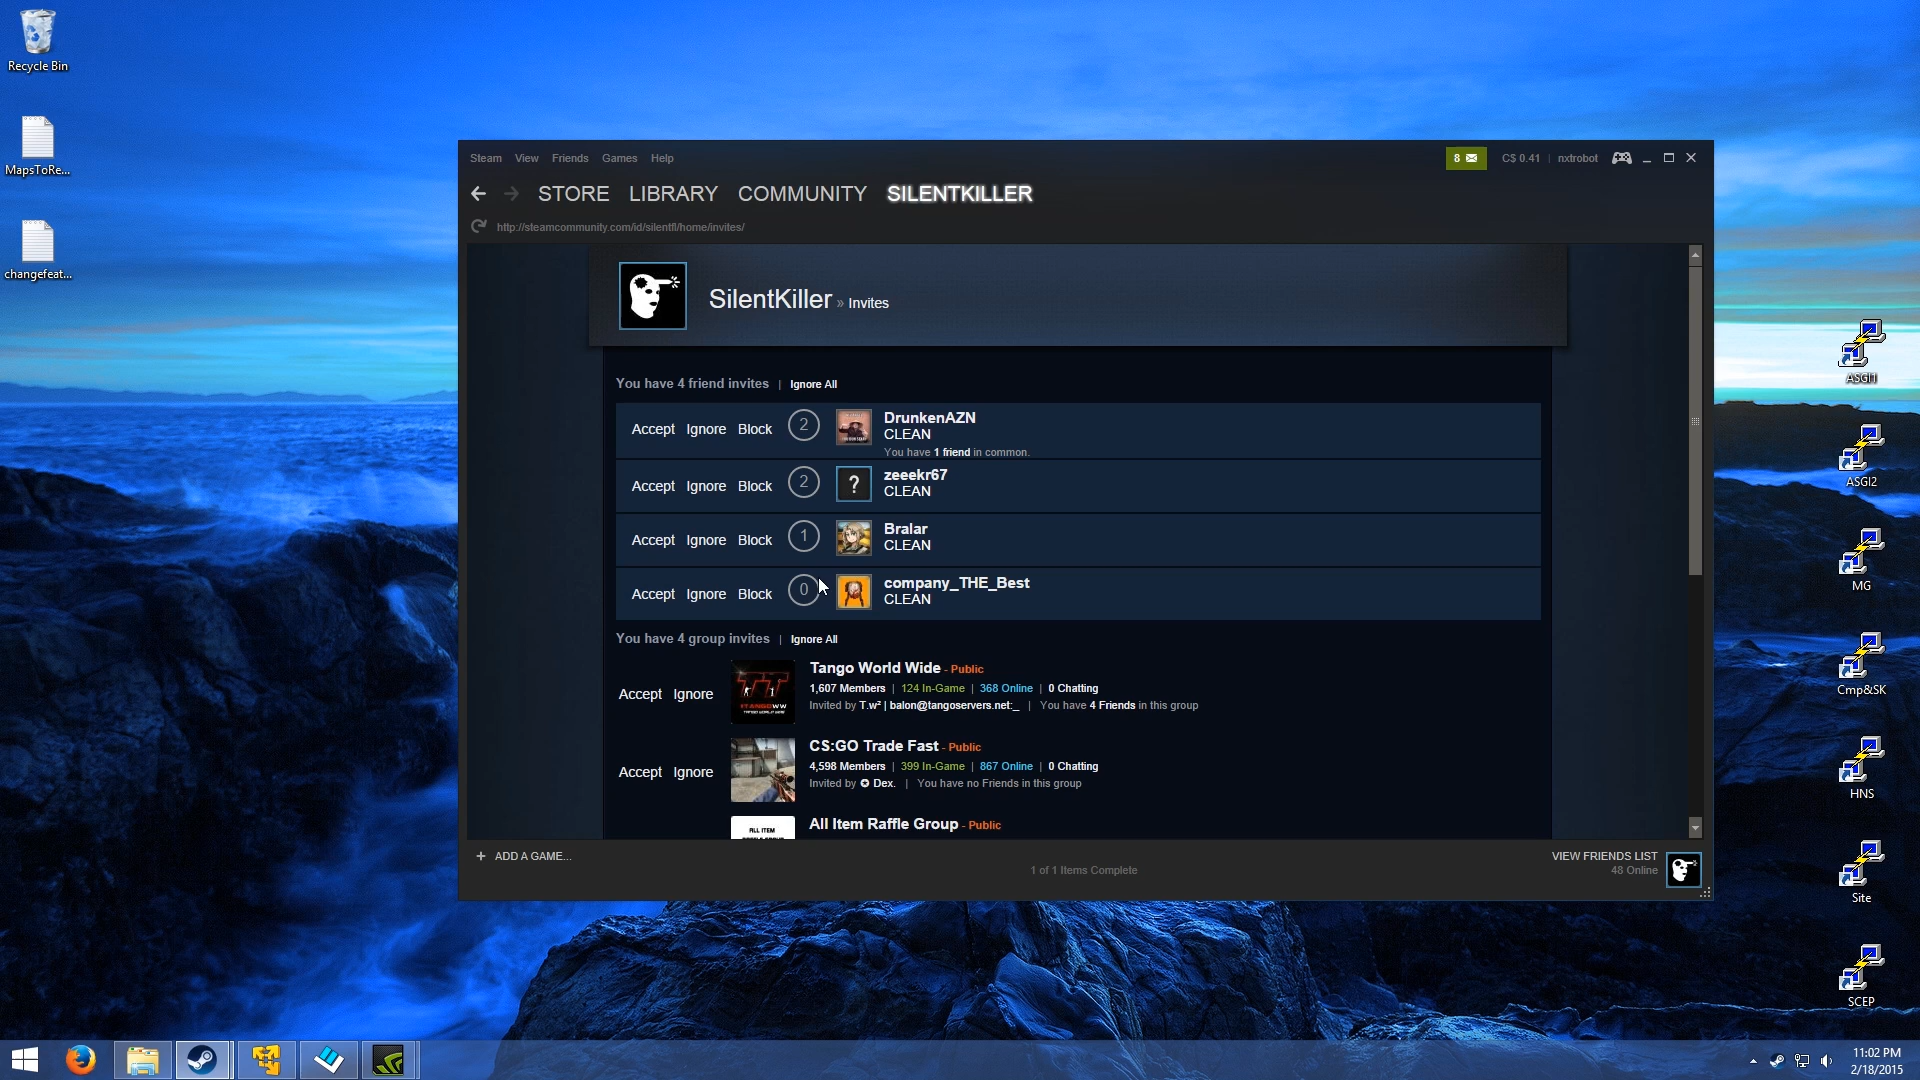 Recycle Bin
MapsToRe...
changefeat...
Steam View Friends Games Help
8 C$ 0.41 | nxtrobot
STORE LIBRARY COMMUNITY SILENTKILLER
http://steamcommunity.com/id/silentfl/home/invites/
SilentKiller » Invites
You have 4 friend invites | Ignore All
Accept Ignore Block 2 DrunkenAZN
CLEAN
You have 1 friend in common.
Accept Ignore Block 2 ? zeeekr67
CLEAN
Accept Ignore Block 1 Bralar
CLEAN
Accept Ignore Block 0 company_THE_Best
CLEAN
You have 4 group invites | Ignore All
Tango World Wide - Public
1,607 Members | 124 In-Game | 368 Online | 0 Chatting
Invited by T.w² | balon@tangoservers.net:_ | You have 4 Friends in this group
Accept Ignore
CS:GO Trade Fast - Public
4,598 Members | 399 In-Game | 867 Online | 0 Chatting
Invited by ✪ Dex. | You have no Friends in this group
Accept Ignore
ALL ITEM
All Item Raffle Group - Public
+ ADD A GAME...
1 of 1 Items Complete
VIEW FRIENDS LIST
48 Online
ASGI1
ASGI2
MG
Cmp&SK
HNS
Site
SCEP
11:02 PM
2/18/2015